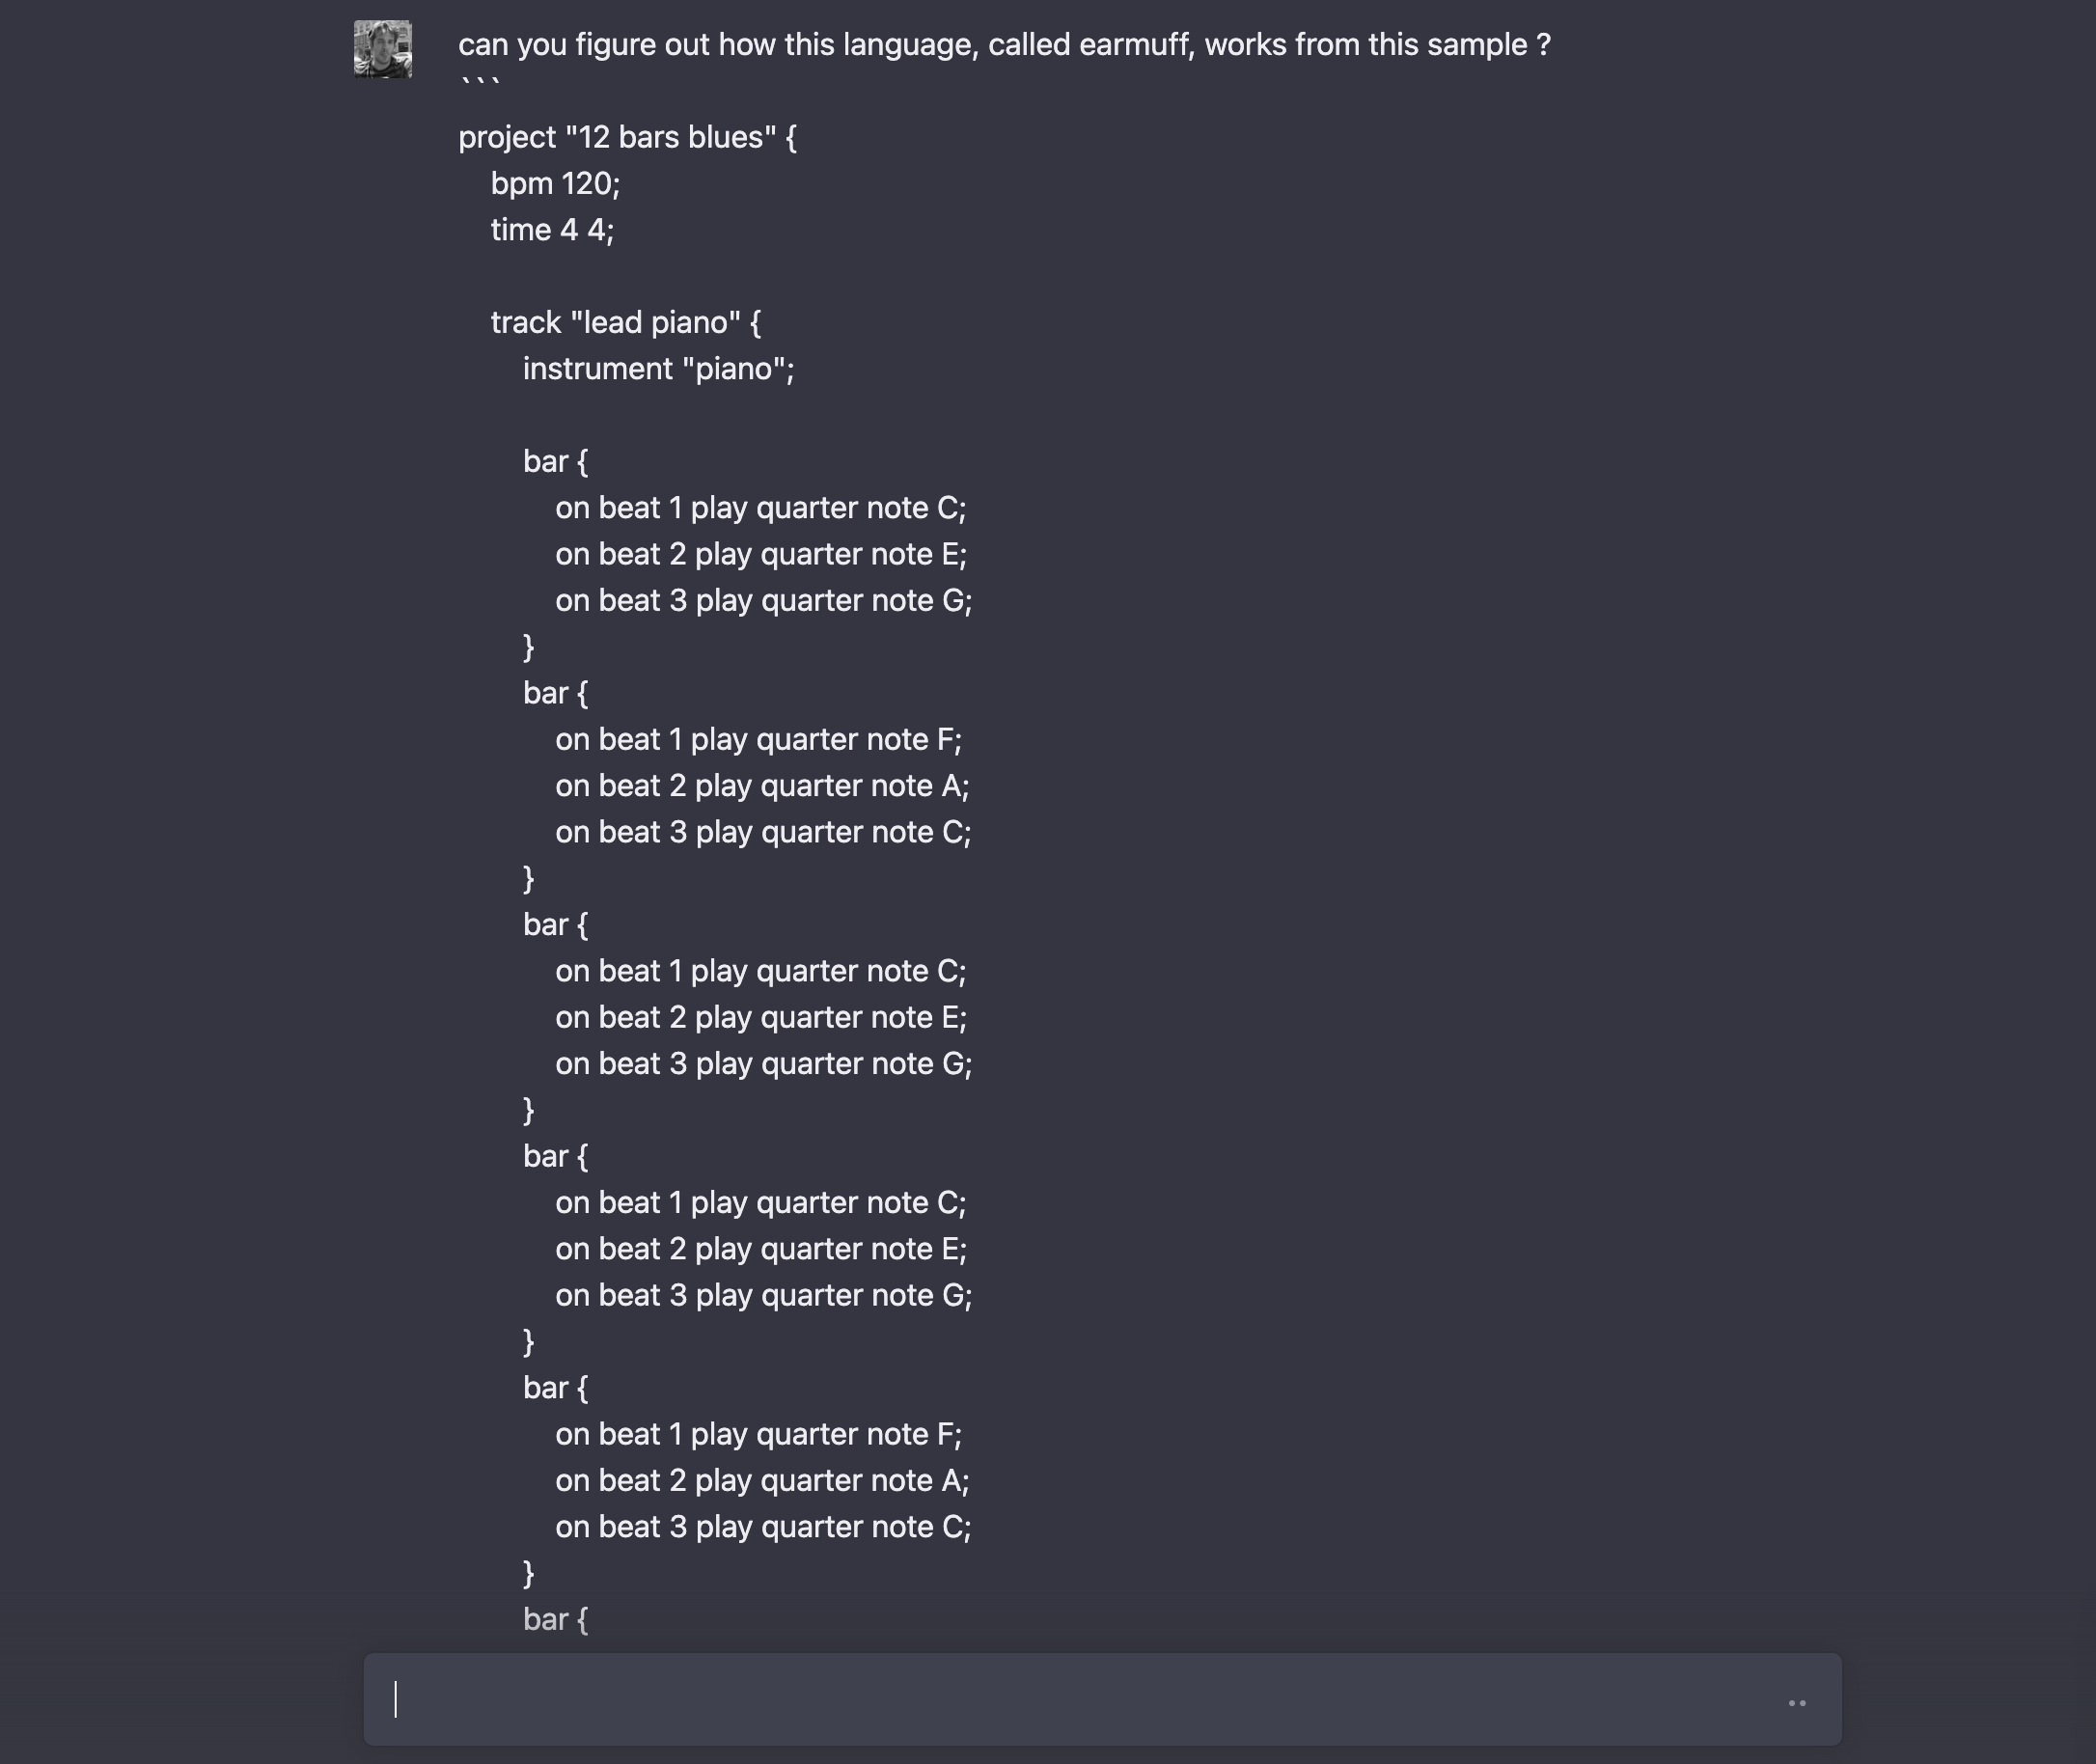 can you figure out how this language, called earmuff, works from this sample ?
```
project "12 bars blues" {
bpm 120;
time 4 4;
track "lead piano" {
instrument "piano";
bar {
on beat 1 play quarter note C;
on beat 2 play quarter note E;
on beat 3 play quarter note G;
}
bar {
on beat 1 play quarter note F;
on beat 2 play quarter note A;
on beat 3 play quarter note C;
}
bar {
on beat 1 play quarter note C;
on beat 2 play quarter note E;
on beat 3 play quarter note G;
}
bar {
on beat 1 play quarter note C;
on beat 2 play quarter note E;
on beat 3 play quarter note G;
}
bar {
on beat 1 play quarter note F;
on beat 2 play quarter note A;
on beat 3 play quarter note C;
}
bar {